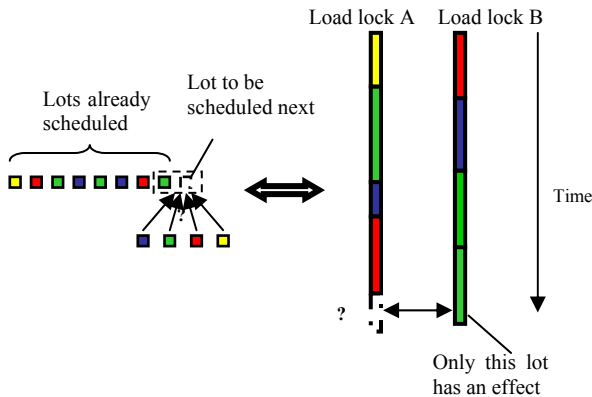 Load lock A Load lock B
Lots already
scheduled
Lot to be
scheduled next
?
Time
?
Only this lot
has an effect